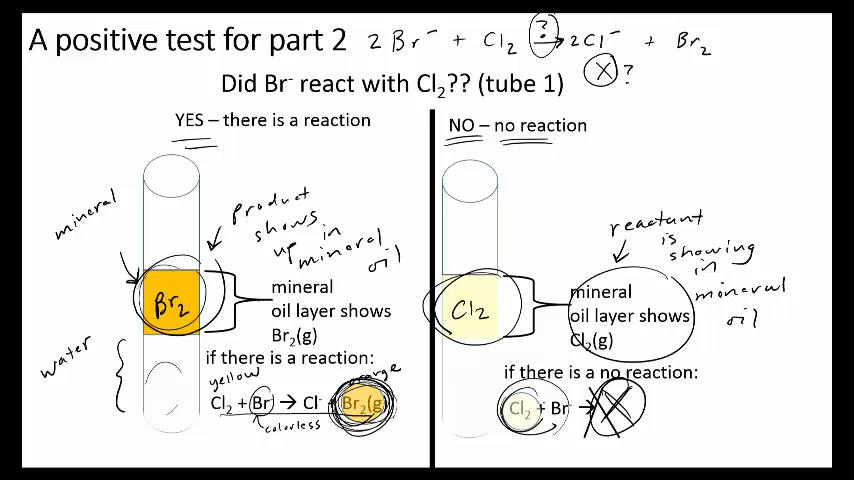 A positive test for part 2 2 Br⁻ + Cl₂ → 2Cl⁻ + Br₂
?
X ?
Did Br⁻ react with Cl₂?? (tube 1)
YES – there is a reaction
mineral
product
shows
up in
mineral
oil
Br₂
mineral
oil layer shows
Br₂(g)
water
if there is a reaction:
yellow
orange
Cl₂ + Br⁻ → Cl⁻ + Br₂(g)
colorless
NO – no reaction
reactant
is
showing
in
mineral
oil
Cl₂
mineral
oil layer shows
Cl₂(g)
if there is a no reaction:
Cl₂ + Br⁻ →